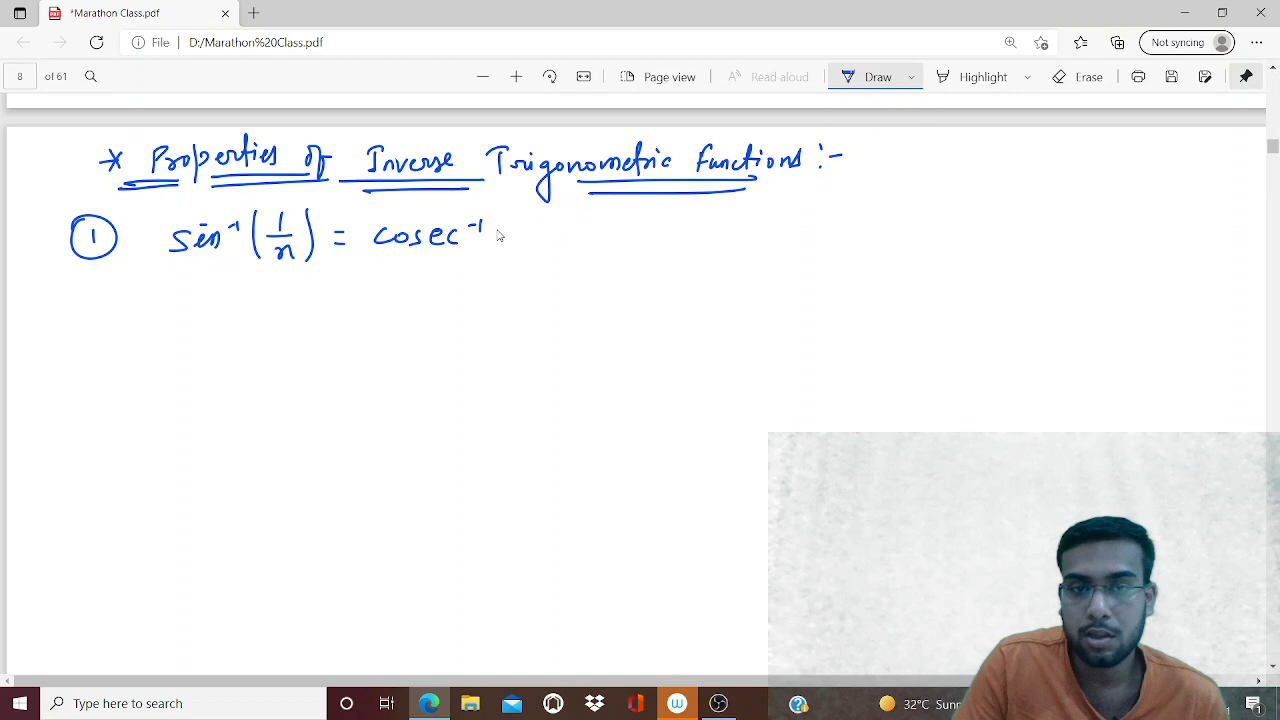 *Marathon Class.pdf
File | D:/Marathon%20Class.pdf
Not syncing
8 of 61
Page view
Read aloud
Draw
Highlight
Erase
* Properties of Inverse Trigonometric Functions :-
① sin⁻¹ (1/x) = cosec⁻¹
Type here to search
32°C Sunn